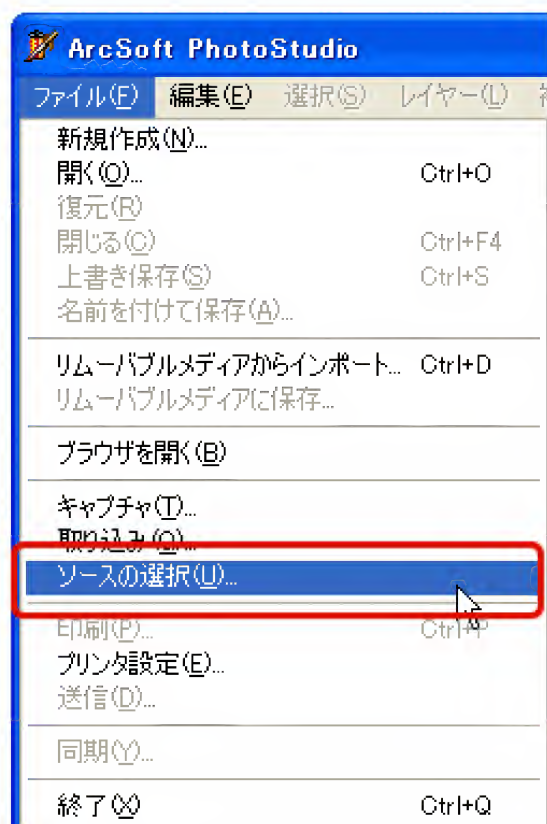 ArcSoft PhotoStudio
ファイル(F) 編集(E) 選択(S) レイヤー(L)
新規作成(N)...
開く(O)... Ctrl+O
復元(R)
閉じる(C) Ctrl+F4
上書き保存(S) Ctrl+S
名前を付けて保存(A)...
リムーバブルメディアからインポート... Ctrl+D
リムーバブルメディアに保存...
ブラウザを開く(B)
キャプチャ(T)...
取り込み(Q)...
ソースの選択(U)...
印刷(P)... Ctrl+P
プリンタ設定(E)...
送信(D)...
同期(Y)...
終了(X) Ctrl+Q